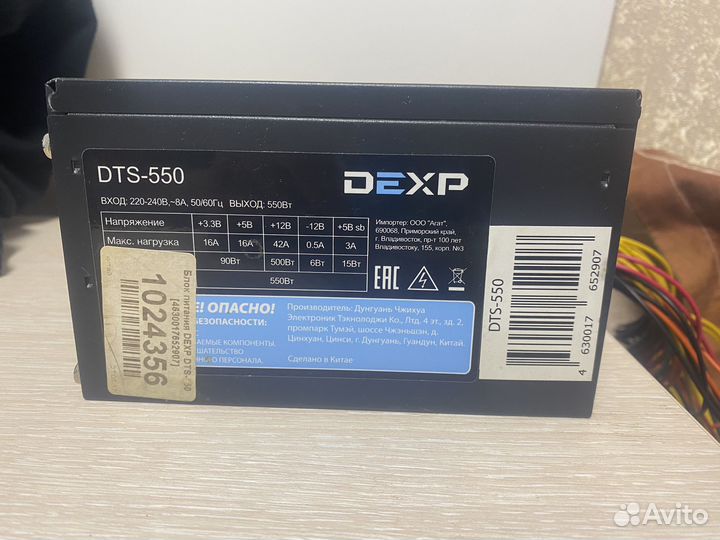 DTS-550
DEXP
ВХОД: 220-240В,~8А, 50/60Гц ВЫХОД: 550Вт
Напряжение +3.3В +5В +12В -12В +5В sb
Макс. нагрузка 16А 16А 42А 0.5А 3А
90Вт 500Вт 6Вт 15Вт
550Вт
Импортер: ООО "Агат",
690068, Приморский край,
г. Владивосток, пр-т 100 лет
Владивостоку, 155, корп. №3
EAC
Е! ОПАСНО!
БЕЗОПАСНОСТИ:
АЕМЫЕ КОМПОНЕНТЫ.
ШАТЕЛЬСТВО
ПЕРСОНАЛА.
Производитель: Дунгуань Чжихуа
Электроник Тэкнолоджи Ко., Лтд. 4 эт., зд. 2,
промпарк Тумэй, шоссе Чжэньшэн, д.
Цинхуан, Цинси, г. Дунгуань, Гуандун, Китай.
Сделано в Китае
Блок питания DEXP DTS-
[4630017652907]
1024356
DTS-550
4 630017 652907
Avito